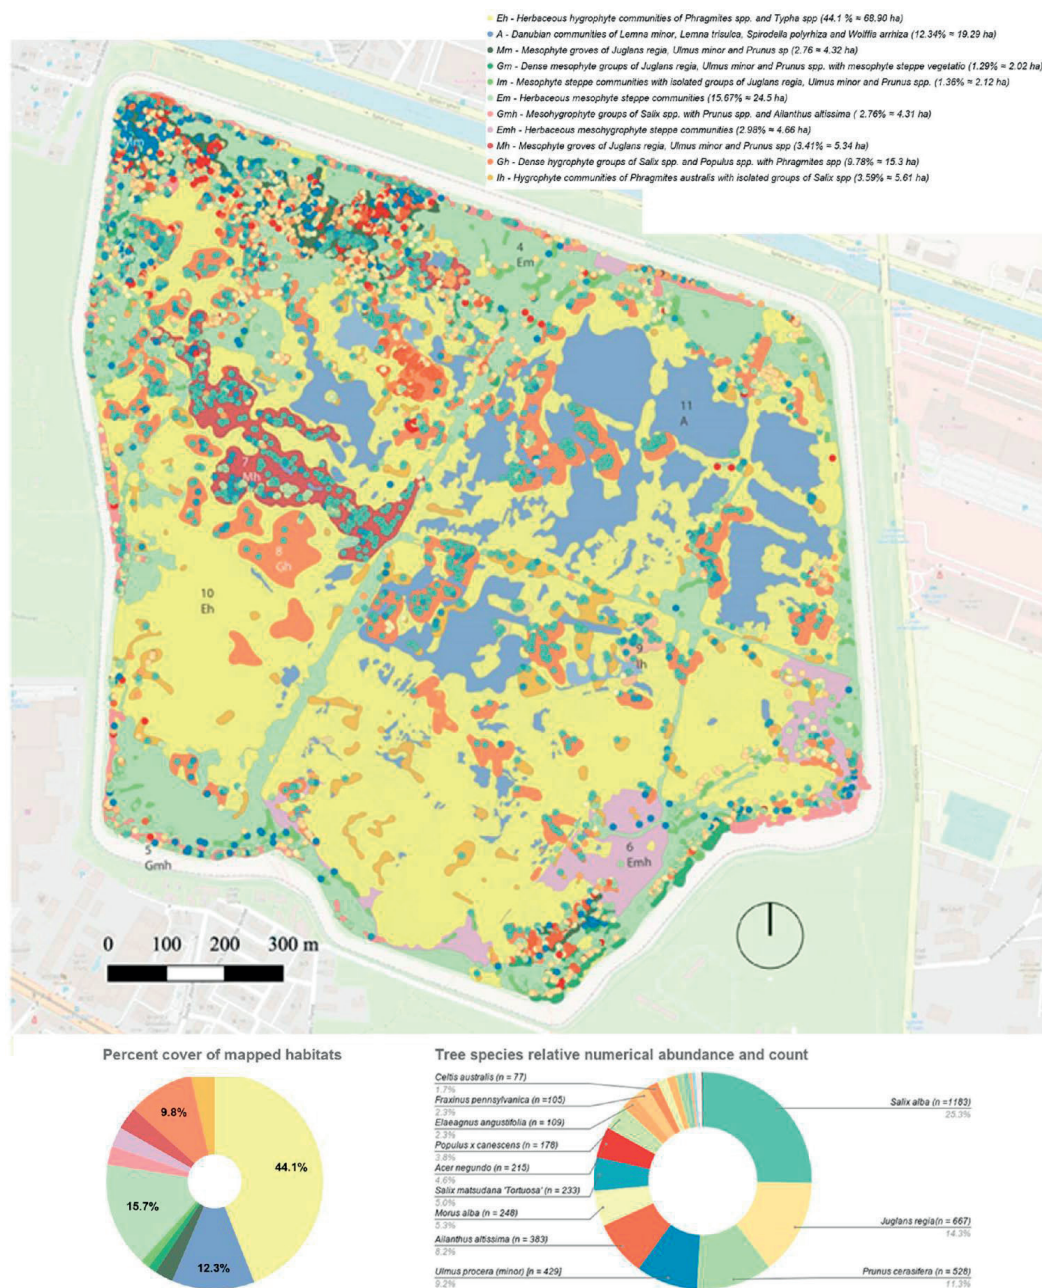 Eh - Herbaceous hygrophyte communities of Phragmites spp. and Typha spp (44.1 % ≈ 68.90 ha)
A - Danubian communities of Lemna minor, Lemna trisulca, Spirodella polyrhiza and Wolffia arrhiza (12.34% ≈ 19.29 ha)
Mm - Mesophyte groves of Juglans regia, Ulmus minor and Prunus sp (2.76 ≈ 4.32 ha)
Gm - Dense mesophyte groups of Juglans regia, Ulmus minor and Prunus spp. with mesophyte steppe vegetatio (1.29% ≈ 2.02 ha)
Im - Mesophyte steppe communities with isolated groups of Juglans regia, Ulmus minor and Prunus spp. (1.36% ≈ 2.12 ha)
Em - Herbaceous mesophyte steppe communities (15.67% ≈ 24.5 ha)
Gmh - Mesohygrophyte groups of Salix spp. with Prunus spp. and Ailanthus altissima ( 2.76% ≈ 4.31 ha)
Emh - Herbaceous meshygrophyte steppe communities (2.98% ≈ 4.66 ha)
Mh - Mesophyte groves of Juglans regia, Ulmus minor and Prunus spp (3.41% ≈ 5.34 ha)
Gh - Dense hygrophyte groups of Salix spp. and Populus spp. with Phragmites spp (9.78% ≈ 15.3 ha)
Ih - Hygrophyte communities of Phragmites australis with isolated groups of Salix spp (3.59% ≈ 5.61 ha)
Mm
4
Em
11
A
7
Mh
8
Gh
10
Eh
9
Ih
6
Emh
5
Gmh
0 100 200 300 m
Percent cover of mapped habitats
9.8%
44.1%
15.7%
12.3%
Tree species relative numerical abundance and count
Celtis australis (n = 77)
1.7%
Fraxinus pennsylvanica (n =105)
2.3%
Elaeagnus angustifolia (n = 109)
2.3%
Populus x canescens (n = 178)
3.8%
Acer negundo (n = 215)
4.6%
Salix matsudana 'Tortuosa' (n = 233)
5.0%
Morus alba (n = 248)
5.3%
Ailanthus altissima (n = 383)
8.2%
Ulmus procera (minor) [n = 429]
9.2%
Salix alba (n =1183)
25.3%
Juglans regia(n = 667)
14.3%
Prunus cerasifera (n = 528)
11.3%